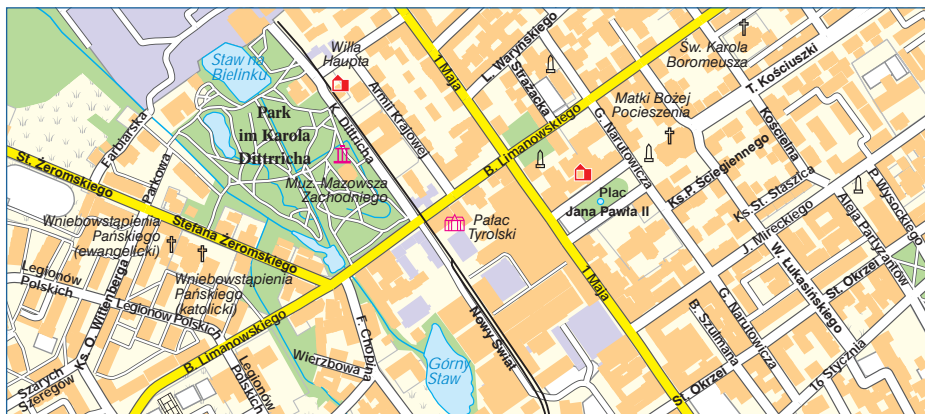 Staw na
Bielinku
Willa
Haupta
Park
im Karola
Dittrricha
K. Dittricha
Armii Krajowej
Muz. Mazowsza
Zachodniego
Farbiarska
Parkowa
St. Żeromskiego
Stefana Żeromskiego
Wniebowstąpienia
Pańskiego
(ewangelicki)
Wniebowstąpienia
Pańskiego
(katolicki)
Legionów
Polskich
Legionów Polskich
Ks. O. Wittenberga
Szarych
Szeregów
B. Limanowskiego
Legionów
Polskich
Wierzbowa
F. Chopina
Górny
Staw
Nowy Świat
Pałac
Tyrolski
1 Maja
B. Limanowskiego
L. Waryńskiego
Strażacka
Św. Karola
Boromeusza
T. Kościuszki
Matki Bożej
Pocieszenia
G. Narutowicza
Kościelna
Ks.P. Ściegiennego
Plac
Jana Pawła II
Ks.St. Staszica
J. Mireckiego
P. Wysockiego
Aleja Partyzantów
W. Łukasińskiego
St. Okrzei
1 Maja
B. Szulmana
G. Narutowicza
St. Okrzei
16 Stycznia